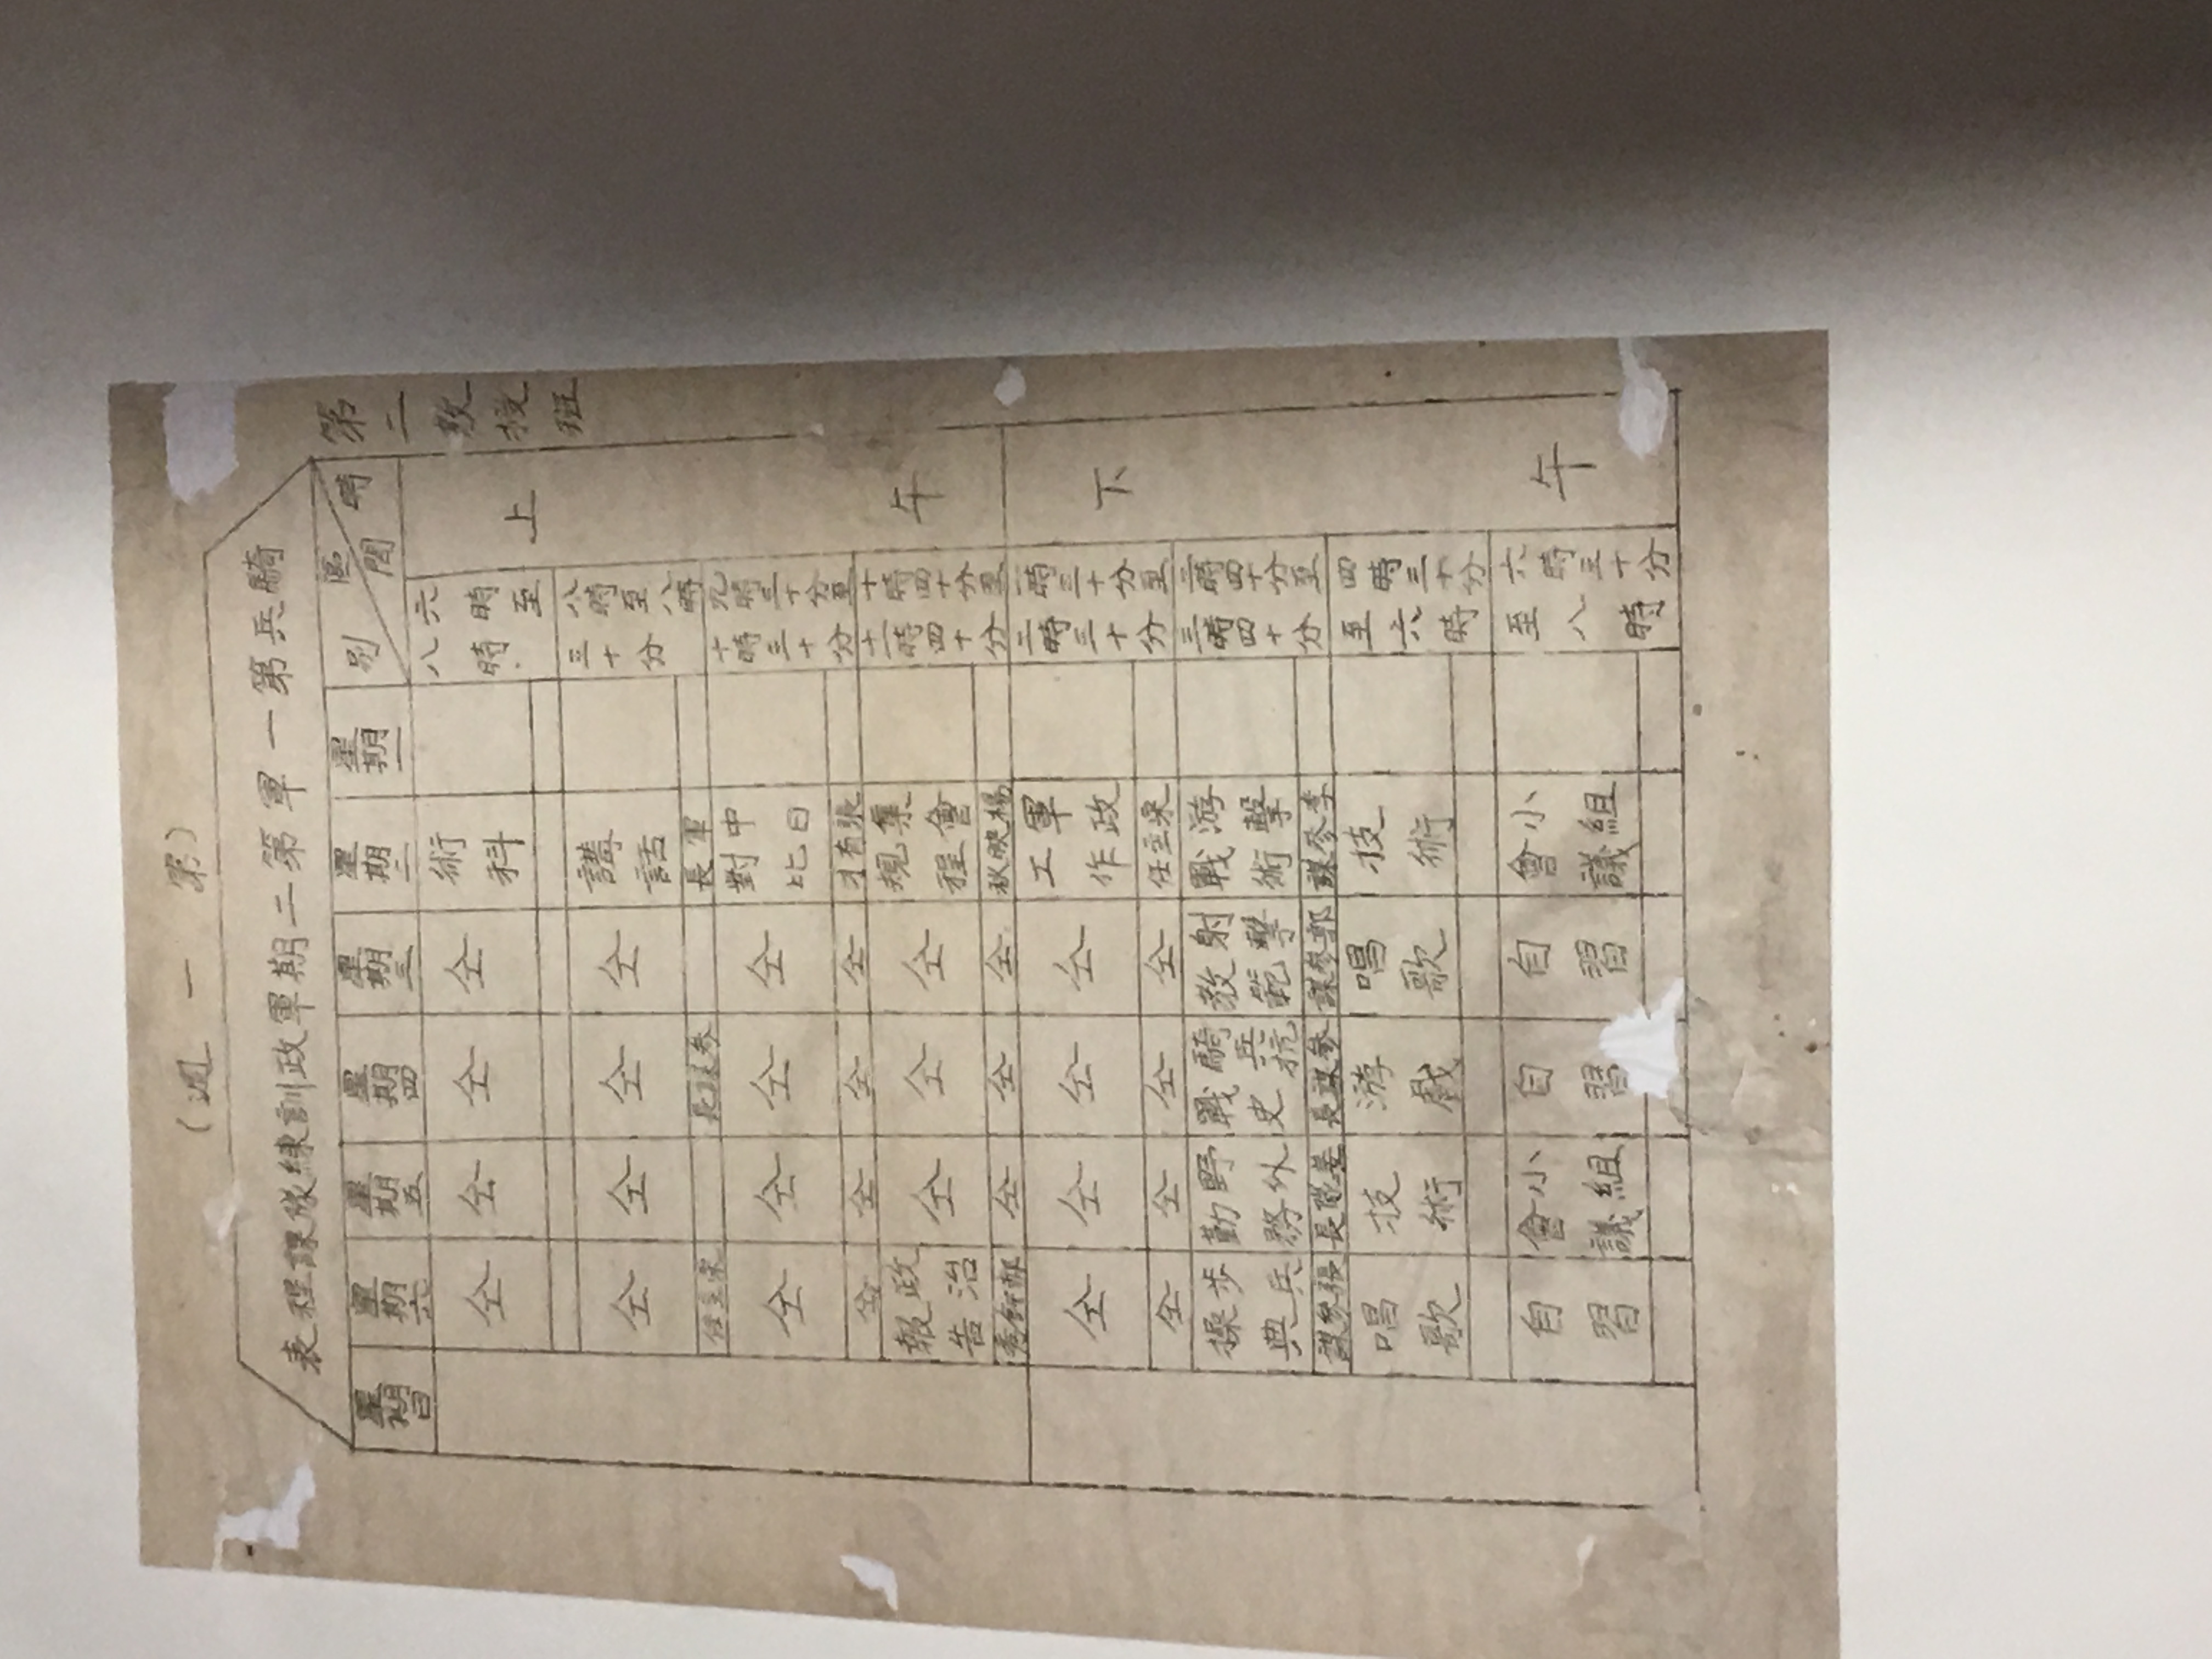 （第一週）
騎兵第一軍第二期軍政訓練隊課程表
第二教授班
時間 區別
星期一
星期二
星期三
星期四
星期五
星期六
星期日
上午
六時至八時
術科 仝 仝 仝 仝
八時至八時三十分
講話 仝 仝 仝 仝
軍長 參謀長 宋主任
九時三十分至十時三十分
中日對比 仝 仝 仝 仝
張有才 仝 仝 仝 仝
十時四十分至十一時四十分
集會規程 仝 仝 仝 政治報告
楊映秋 仝 仝 仝
下午
一時三十分至二時三十分
軍政工作 仝 仝 仝 仝
宋主任 仝 仝 仝 仝
二時四十分至三時四十分
游擊戰術 射擊教範 騎兵抗戰史 野外勤務 步兵操典
李參謀 郭參謀 參謀長 姜隊長 張參謀
四時三十分至六時
技術 唱歌 游戲 技術 唱歌
六時三十分至八時
小組會議 自習 自習 小組會議 自習